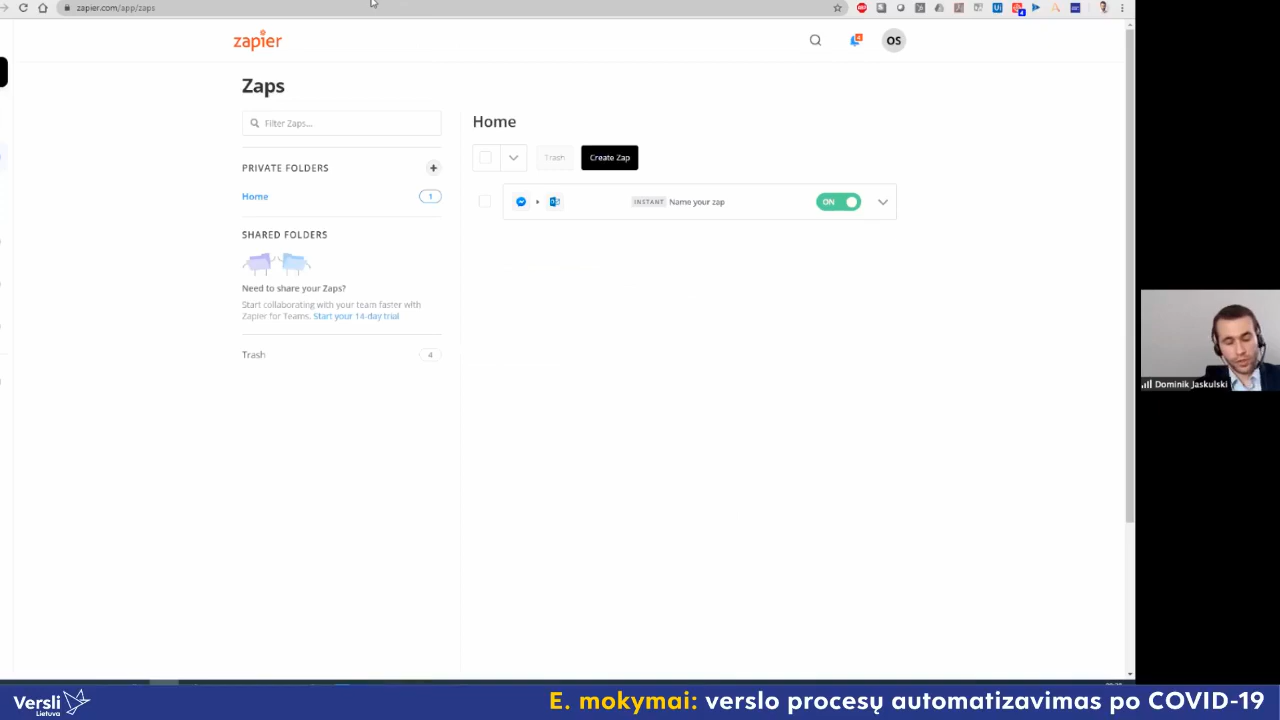 zapier.com/app/zaps
zapier
OS
Zaps
Filter Zaps...
Home
Trash
Create Zap
PRIVATE FOLDERS
+
Home
1
INSTANT
Name your zap
ON
SHARED FOLDERS
Need to share your Zaps?
Start collaborating with your team faster with
Zapier for Teams. Start your 14-day trial
Trash
4
Dominik Jaskulski
Versli
Lietuva
E. mokymai: verslo procesų automatizavimas po COVID-19